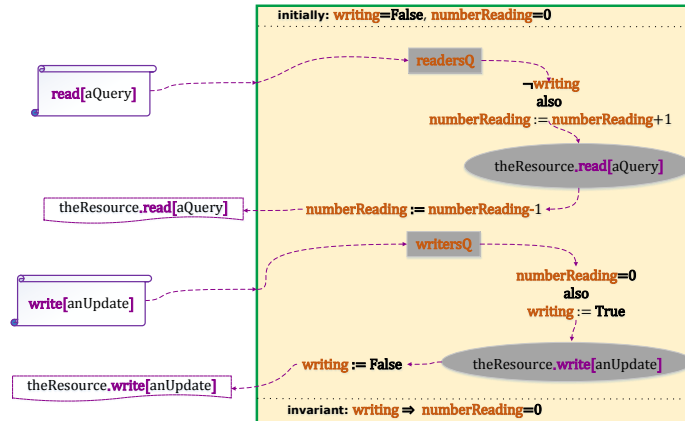 initially: writing=False, numberReading=0
readersQ
read[aQuery]
¬writing
also
numberReading := numberReading+1
theResource.read[aQuery]
theResource.read[aQuery]
numberReading := numberReading-1
writersQ
write[anUpdate]
numberReading=0
also
writing := True
theResource.write[anUpdate]
writing := False
theResource.write[anUpdate]
invariant: writing ⇒ numberReading=0